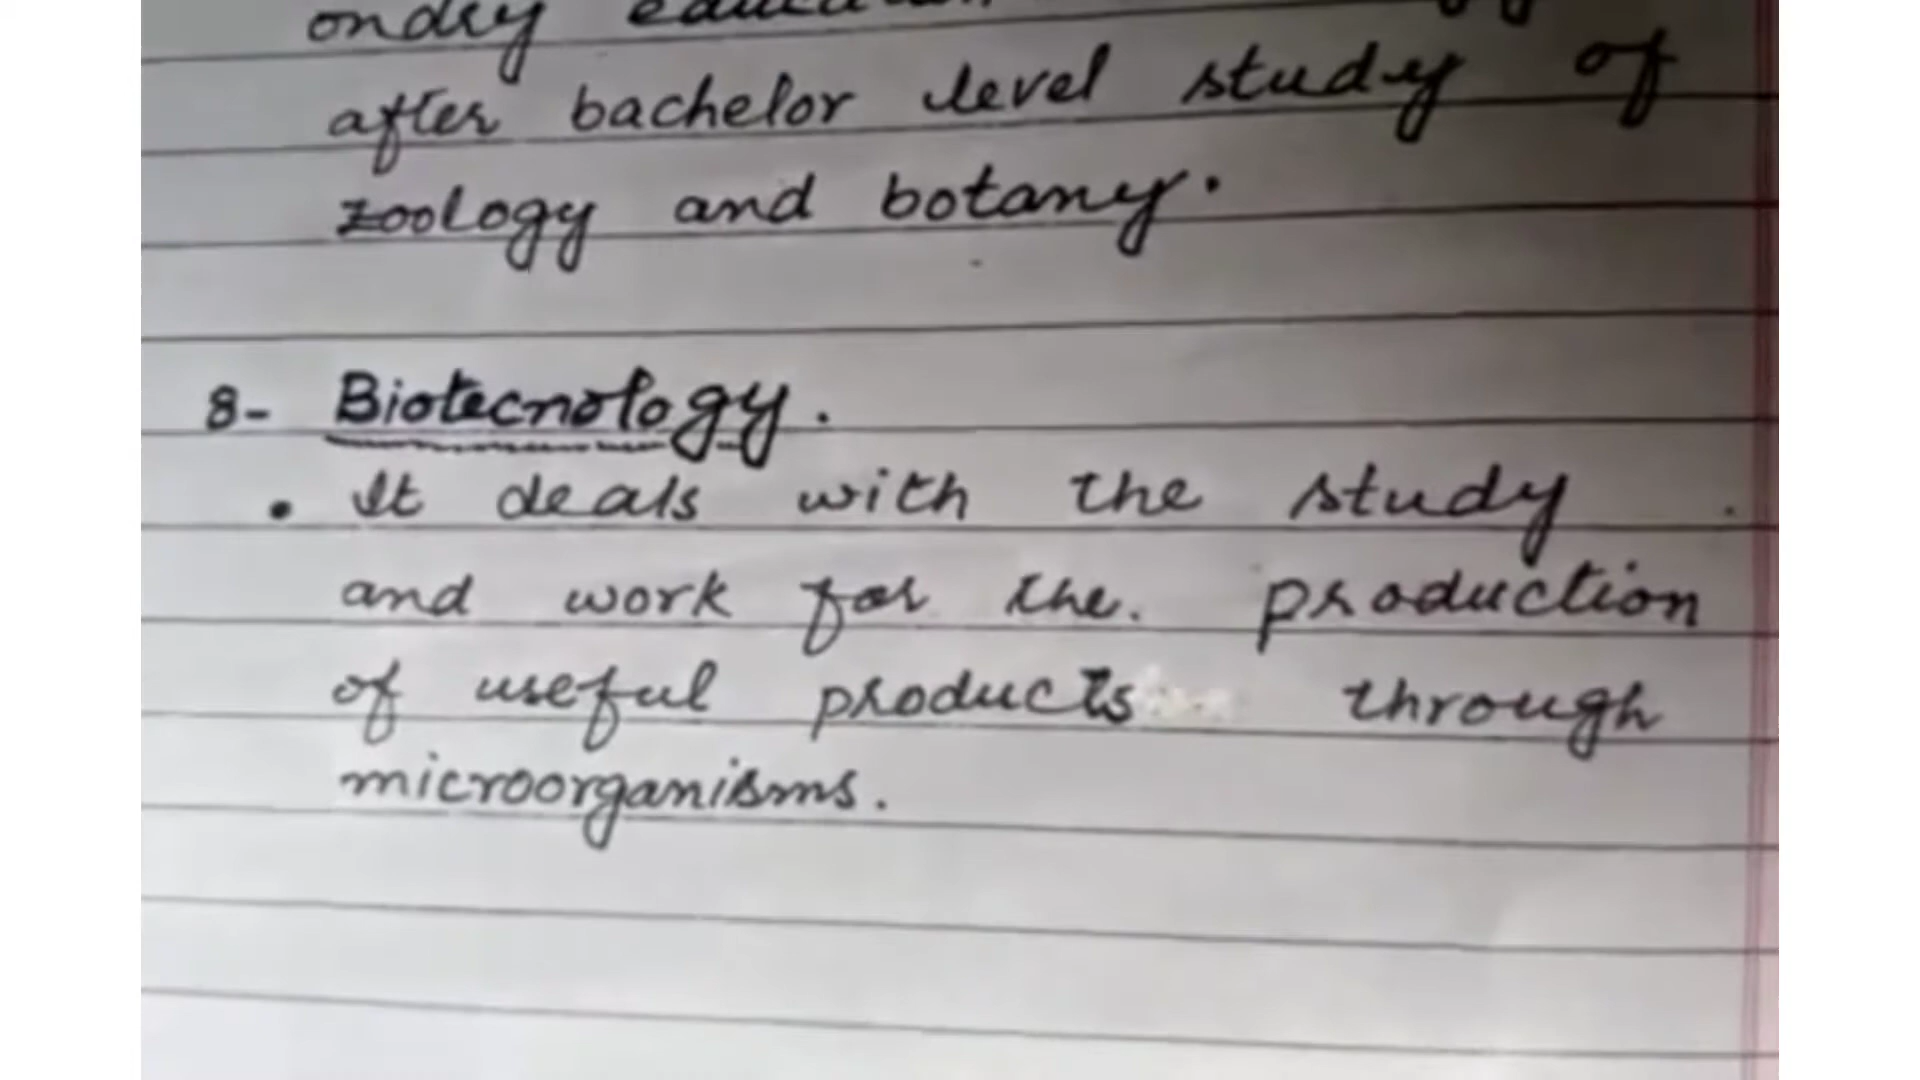 ondry
after bachelor level study of
zoology and botany.
8- Biotecnology.
• It deals with the study
and work for the. production
of useful products through
microorganisms.